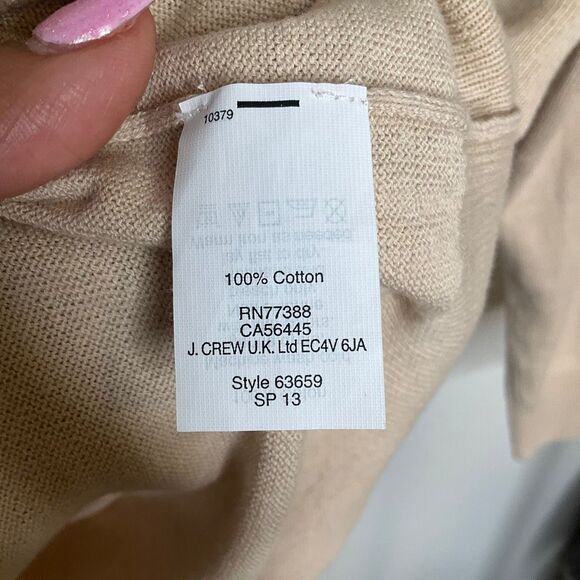 10379
100% Cotton
RN77388
CA56445
J. CREW U.K. Ltd EC4V 6JA
Style 63659
SP 13